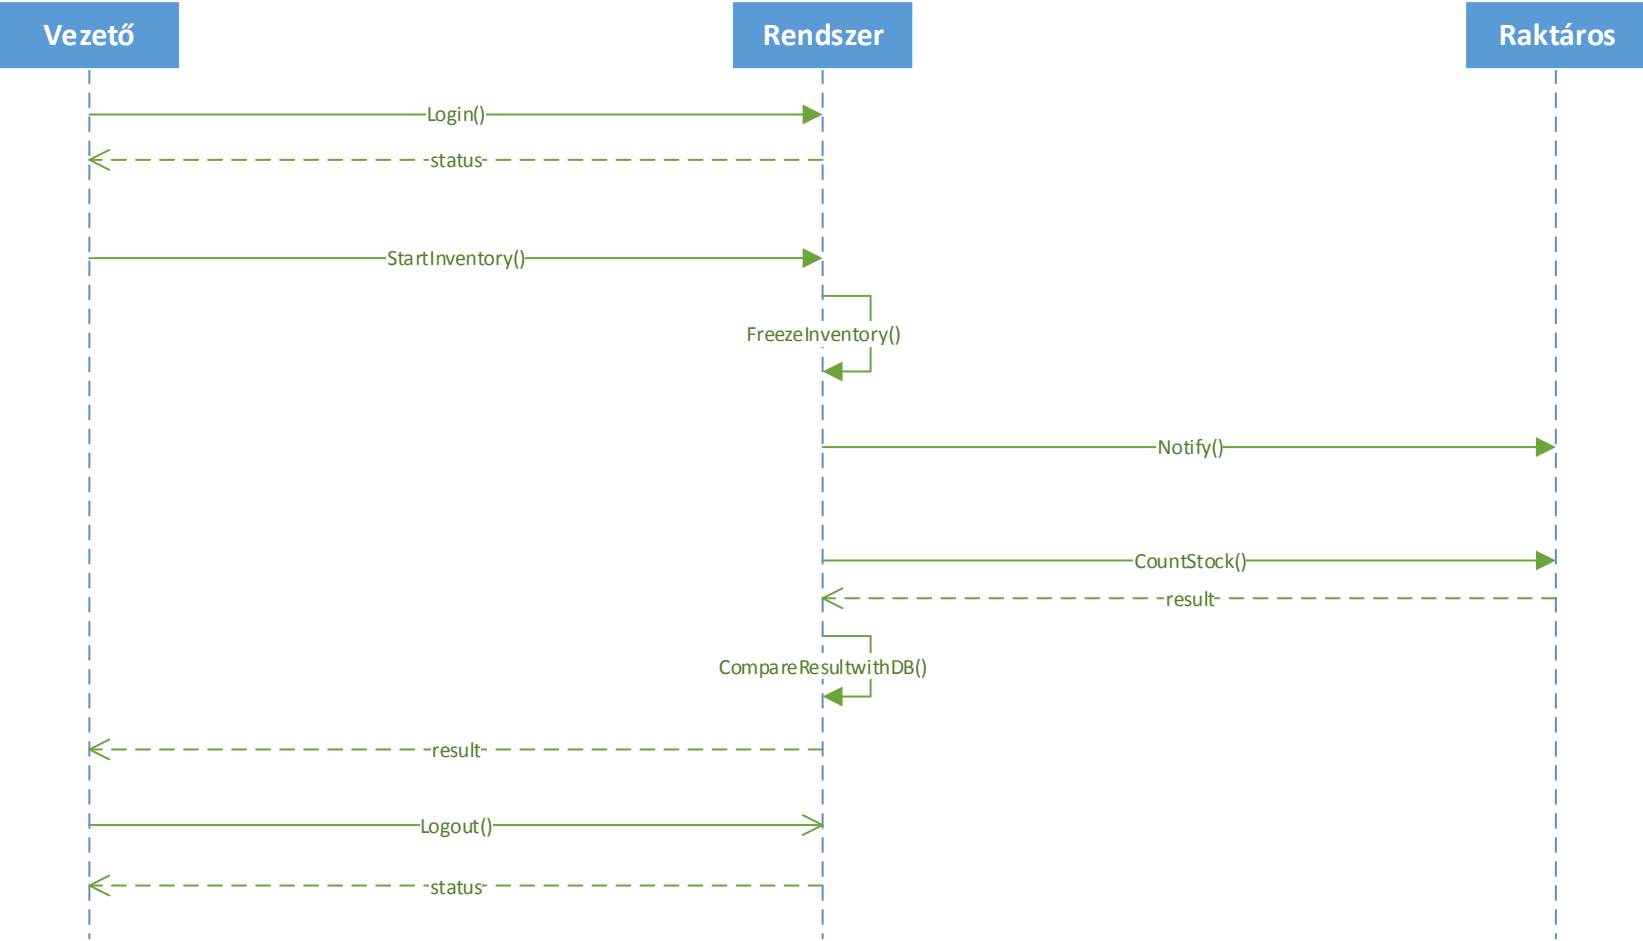 Vezető
Rendszer
Raktáros
Login()
status
StartInventory()
FreezeInventory()
Notify()
CountStock()
result
CompareResultwithDB()
result
Logout()
status